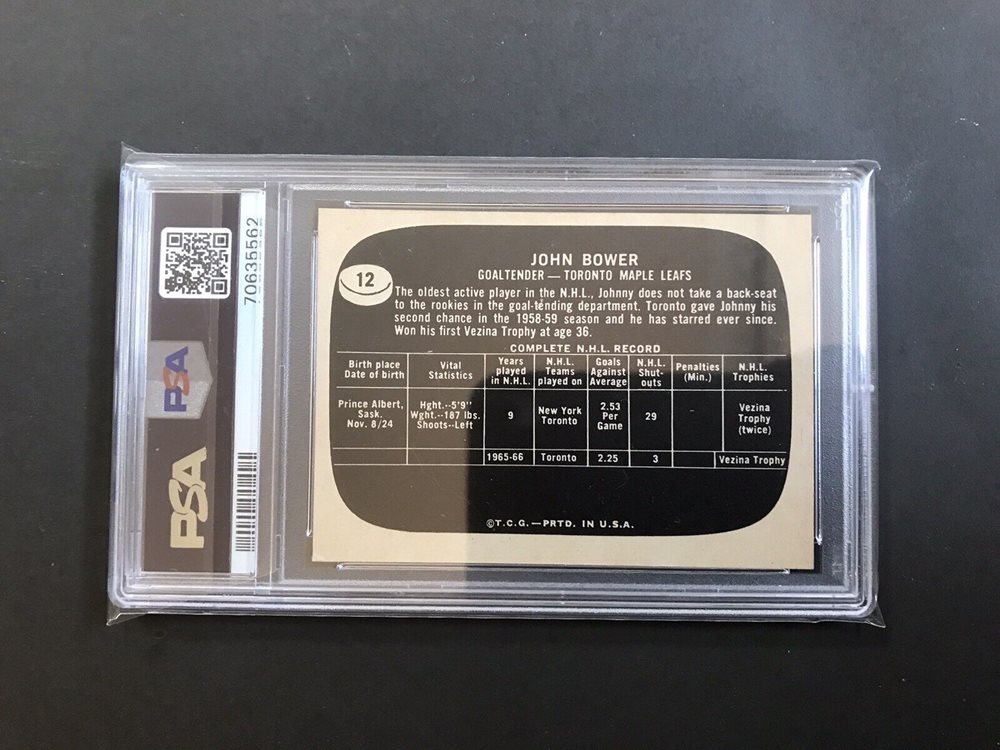 70635562
PSA
PSA
12
JOHN BOWER
GOALTENDER — TORONTO MAPLE LEAFS
The oldest active player in the N.H.L., Johnny does not take a back-seat
to the rookies in the goal-tending department. Toronto gave Johnny his
second chance in the 1958-59 season and he has starred ever since.
Won his first Vezina Trophy at age 36.
COMPLETE N.H.L. RECORD
Birth place
Date of birth
Vital
Statistics
Years
played
in N.H.L.
N.H.L.
Teams
played on
Goals
Against
Average
N.H.L.
Shut-
outs
Penalties
(Min.)
N.H.L.
Trophies
Prince Albert,
Sask.
Nov. 8/24
Hght.--5'9"
Wght.--187 lbs.
Shoots--Left
9
New York
Toronto
2.53
Per
Game
29
-
Vezina
Trophy
(twice)
1965-66
Toronto
2.25
3
Vezina Trophy
©T.C.G.—PRTD. IN U.S.A.